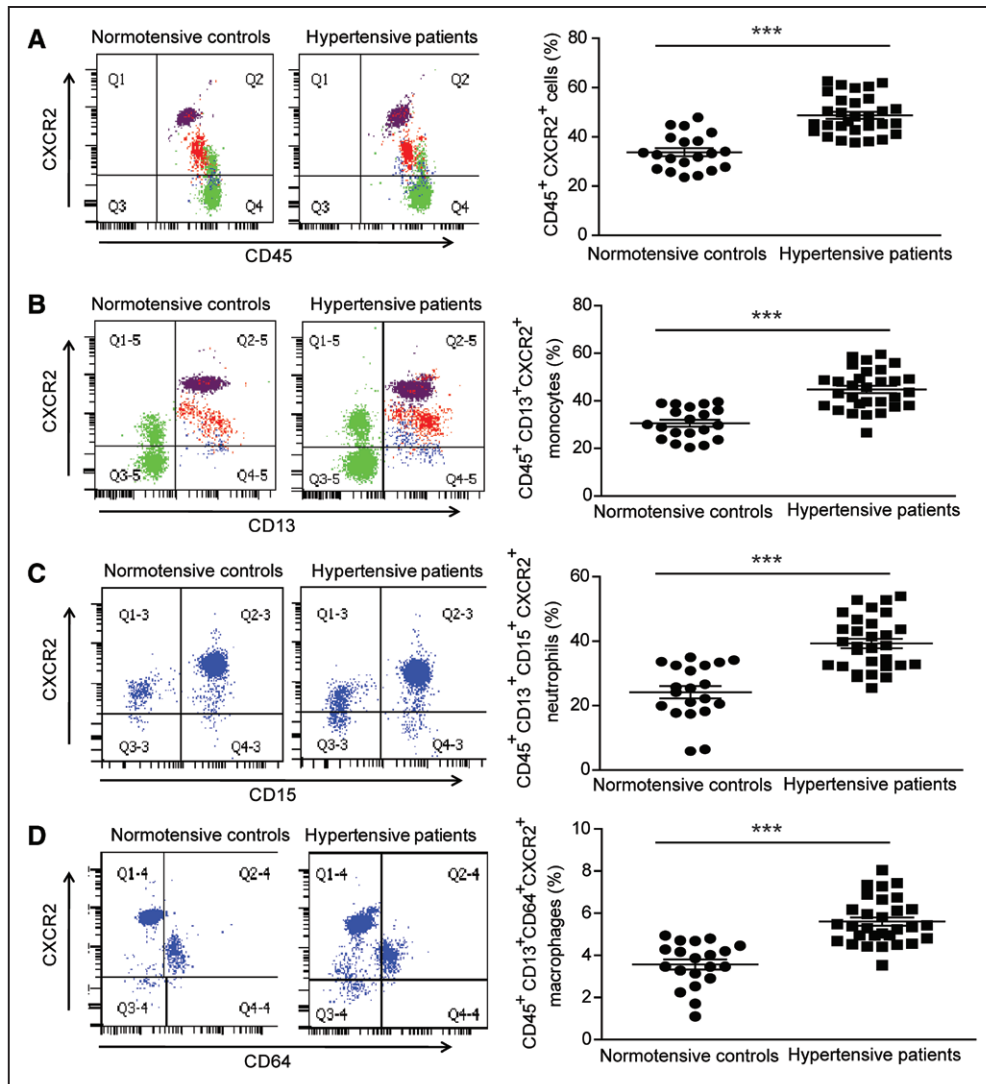 A
Normotensive controls Hypertensive patients
CXCR2
Q1 Q2
Q3 Q4
Q1 Q2
Q3 Q4
CD45
***
CD45+ CXCR2+ cells (%)
80
60
40
20
0
Normotensive controls Hypertensive patients
B
Normotensive controls Hypertensive patients
CXCR2
Q1-5 Q2-5
Q3-5 Q4-5
Q1-5 Q2-5
Q3-5 Q4-5
CD13
***
CD45+ CD13+CXCR2+
monocytes (%)
80
60
40
20
0
Normotensive controls Hypertensive patients
C
Normotensive controls Hypertensive patients
CXCR2
Q1-3 Q2-3
Q3-3 Q4-3
Q1-3 Q2-3
Q3-3 Q4-3
CD15
***
CD45+ CD13+ CD15+ CXCR2+
neutrophils (%)
60
40
20
0
Normotensive controls Hypertensive patients
D
Normotensive controls Hypertensive patients
CXCR2
Q1-4 Q2-4
Q3-4 Q4-4
Q1-4 Q2-4
Q3-4 Q4-4
CD64
***
CD45+ CD13+CD64+CXCR2+
macrophages (%)
10
8
6
4
2
0
Normotensive controls Hypertensive patients